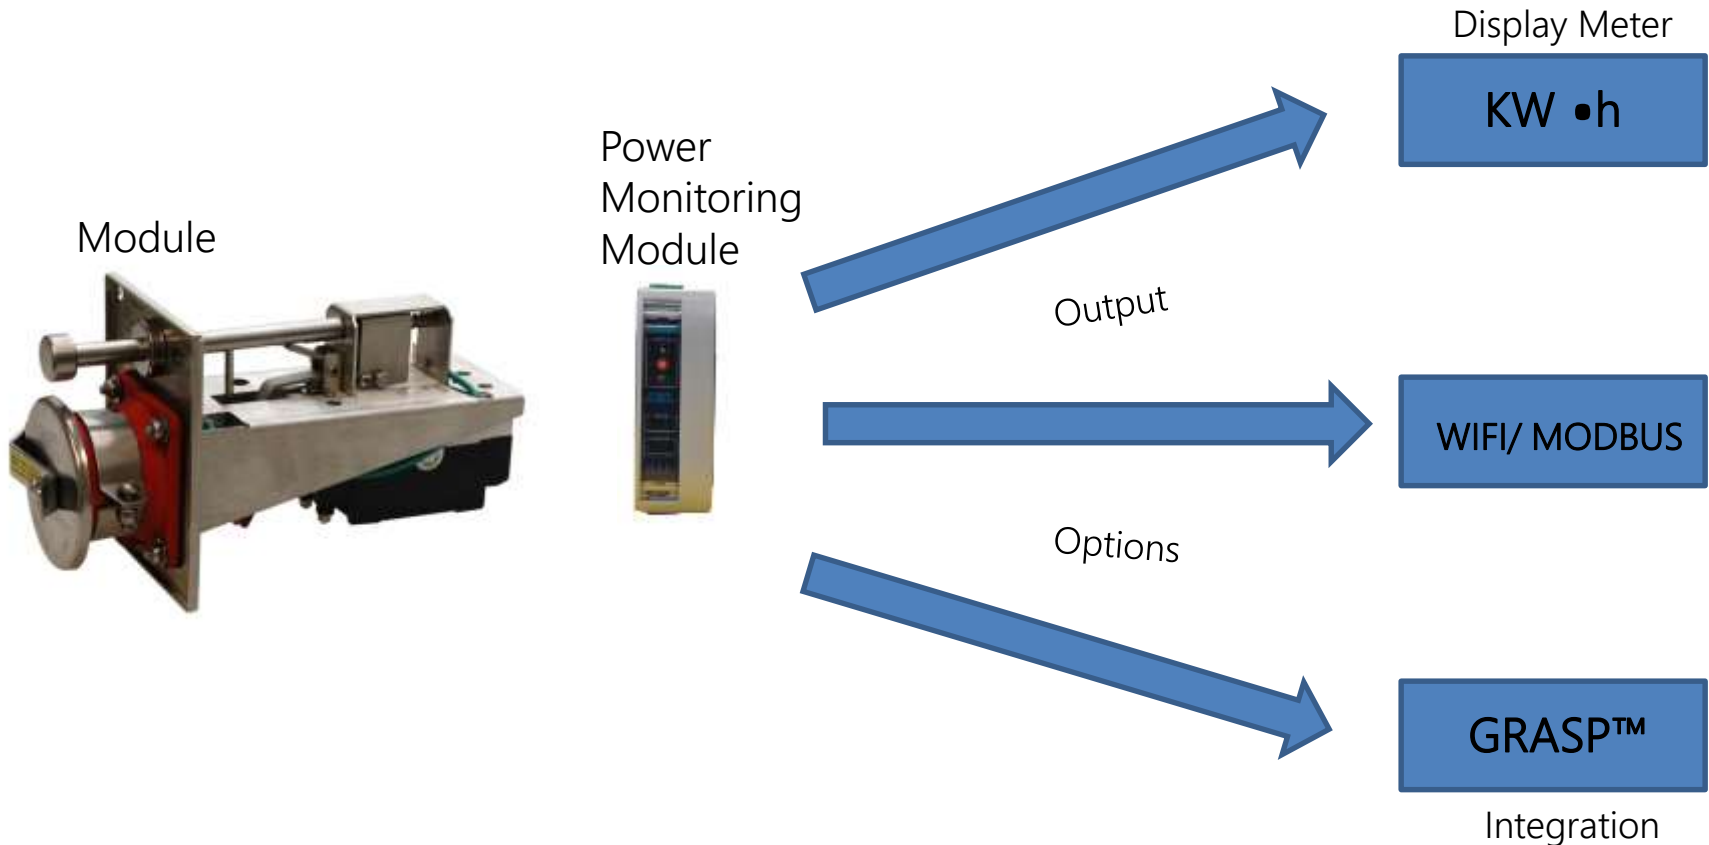 Display Meter
KW •h
Power
Monitoring
Module
Module
Output
WIFI/ MODBUS
Options
GRASP™
Integration